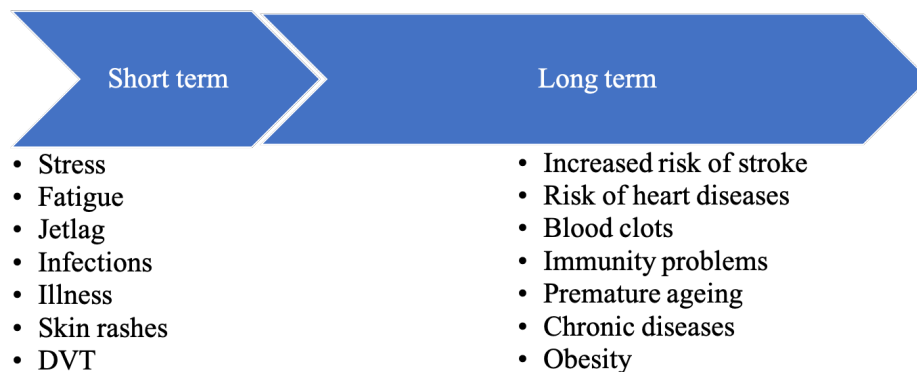 Short term
Long term
• Stress
• Fatigue
• Jetlag
• Infections
• Illness
• Skin rashes
• DVT
• Increased risk of stroke
• Risk of heart diseases
• Blood clots
• Immunity problems
• Premature ageing
• Chronic diseases
• Obesity